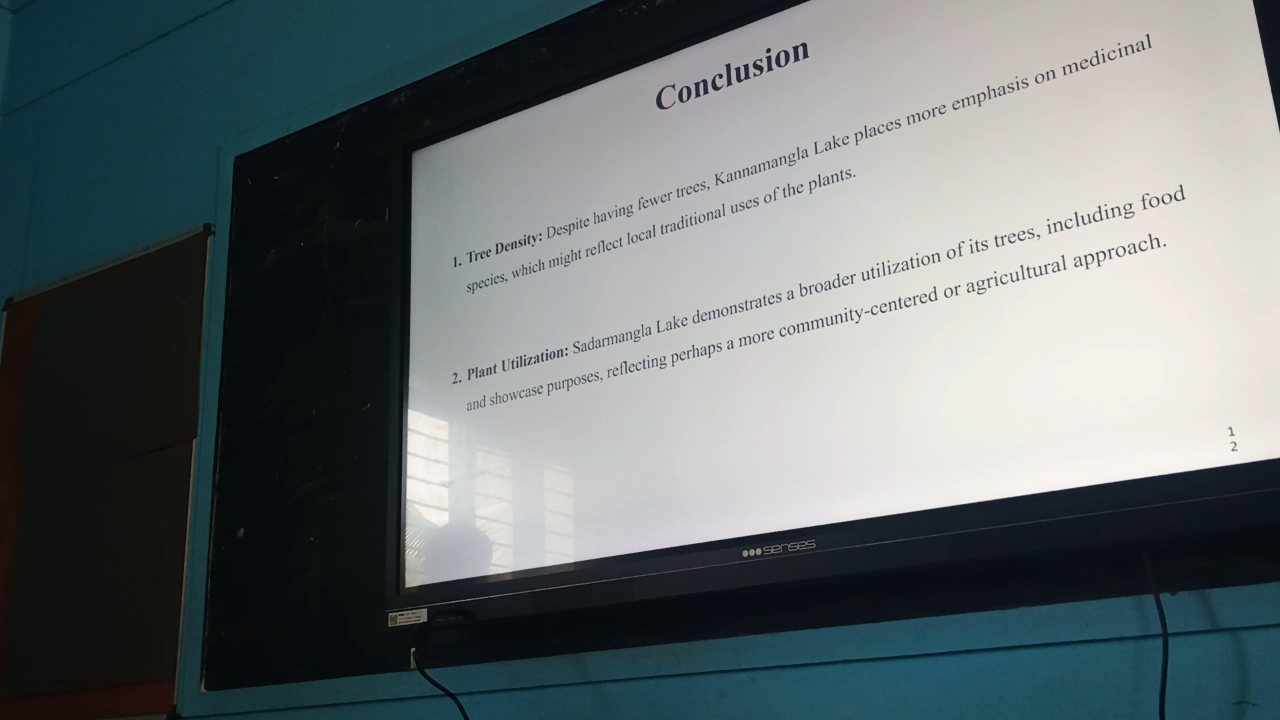 Conclusion
1. Tree Density: Despite having fewer trees, Kannamangla Lake places more emphasis on medicinal
species, which might reflect local traditional uses of the plants.
2. Plant Utilization: Sadarmangla Lake demonstrates a broader utilization of its trees, including food
and showcase purposes, reflecting perhaps a more community-centered or agricultural approach.
1
2
senses